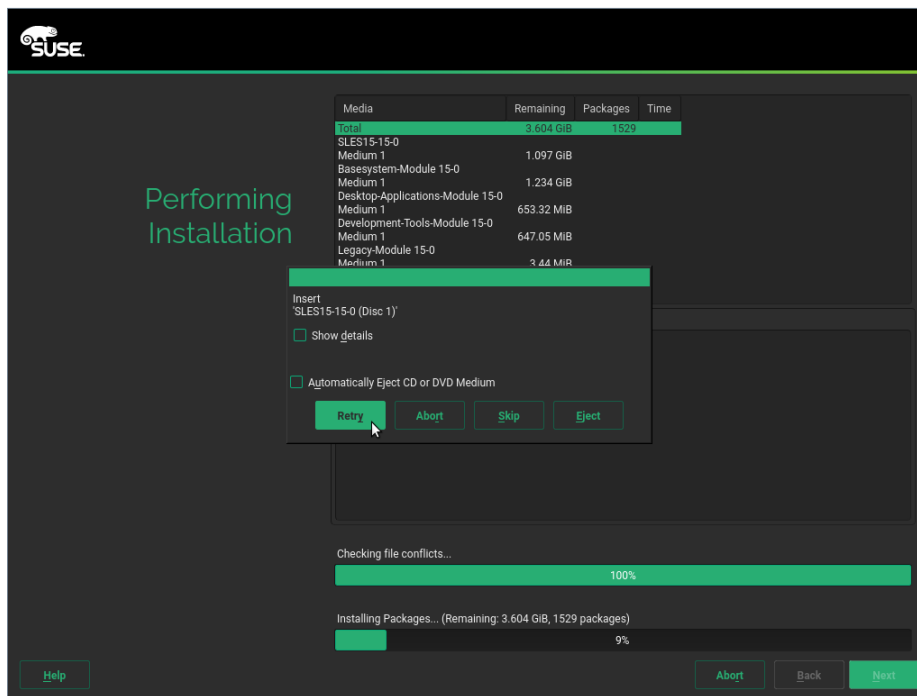 SUSE.
Performing
Installation
Media Remaining Packages Time
Total 3.604 GiB 1529
SLES15-15-0
Medium 1 1.097 GiB
Basesystem-Module 15-0
Medium 1 1.234 GiB
Desktop-Applications-Module 15-0
Medium 1 653.32 MiB
Development-Tools-Module 15-0
Medium 1 647.05 MiB
Legacy-Module 15-0
Medium 1 3.44 MiB
Insert
'SLES15-15-0 (Disc 1)'
Show details
Automatically Eject CD or DVD Medium
Retry Abort Skip Eject
Checking file conflicts...
100%
Installing Packages... (Remaining: 3.604 GiB, 1529 packages)
9%
Help Abort Back Next